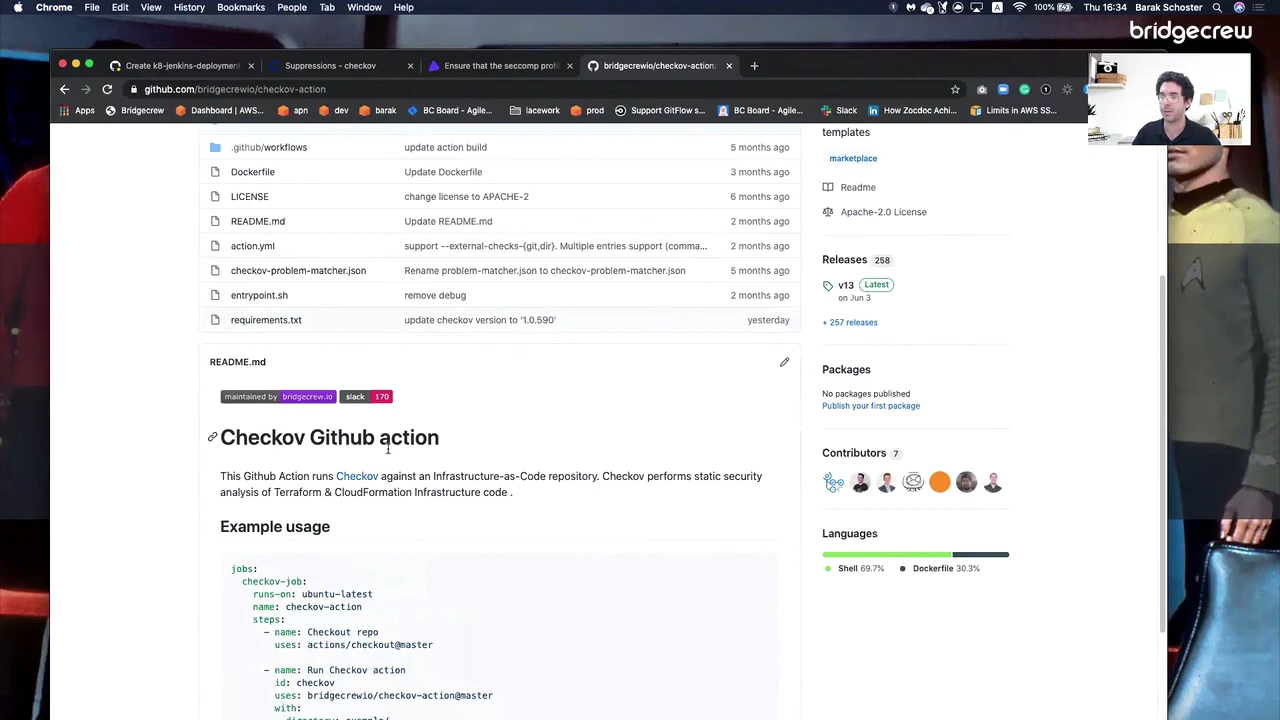 Chrome File Edit View History Bookmarks People Tab Window Help
1 A 100% Thu 16:34 Barak Schoster
bridgecrew
Create k8-jenkins-deployment × Suppressions - checkov × Ensure that the seccomp profil × bridgecrewio/checkov-action: × +
github.com/bridgecrewio/checkov-action
Apps Bridgecrew Dashboard | AWS... apn dev barak BC Board - Agile... lacework prod Sync GitFlow s... BC Board - Agile... Slack How Zocdoc Achi... Limits in AWS SS...
.github/workflows update action build 5 months ago
Dockerfile Update Dockerfile 3 months ago
LICENSE change license to APACHE-2 6 months ago
README.md Update README.md 2 months ago
action.yml support --external-checks-{git,dir}. Multiple entries support (comma... 2 months ago
checkov-problem-matcher.json Rename problem-matcher.json to checkov-problem-matcher.json 5 months ago
entrypoint.sh remove debug 2 months ago
requirements.txt update checkov version to '1.0.590' yesterday
README.md
maintained by bridgecrew.io slack 170
Checkov Github action
This Github Action runs Checkov against an Infrastructure-as-Code repository. Checkov performs static security
analysis of Terraform & CloudFormation Infrastructure code .
Example usage
jobs:
checkov-job:
runs-on: ubuntu-latest
name: checkov-action
steps:
- name: Checkout repo
uses: actions/checkout@master
- name: Run Checkov action
id: checkov
uses: bridgecrewio/checkov-action@master
with:
directory: example/
templates
marketplace
Readme
Apache-2.0 License
Releases 258
v13 Latest
on Jun 3
+ 257 releases
Packages
No packages published
Publish your first package
Contributors 7
Languages
Shell 69.7% Dockerfile 30.3%